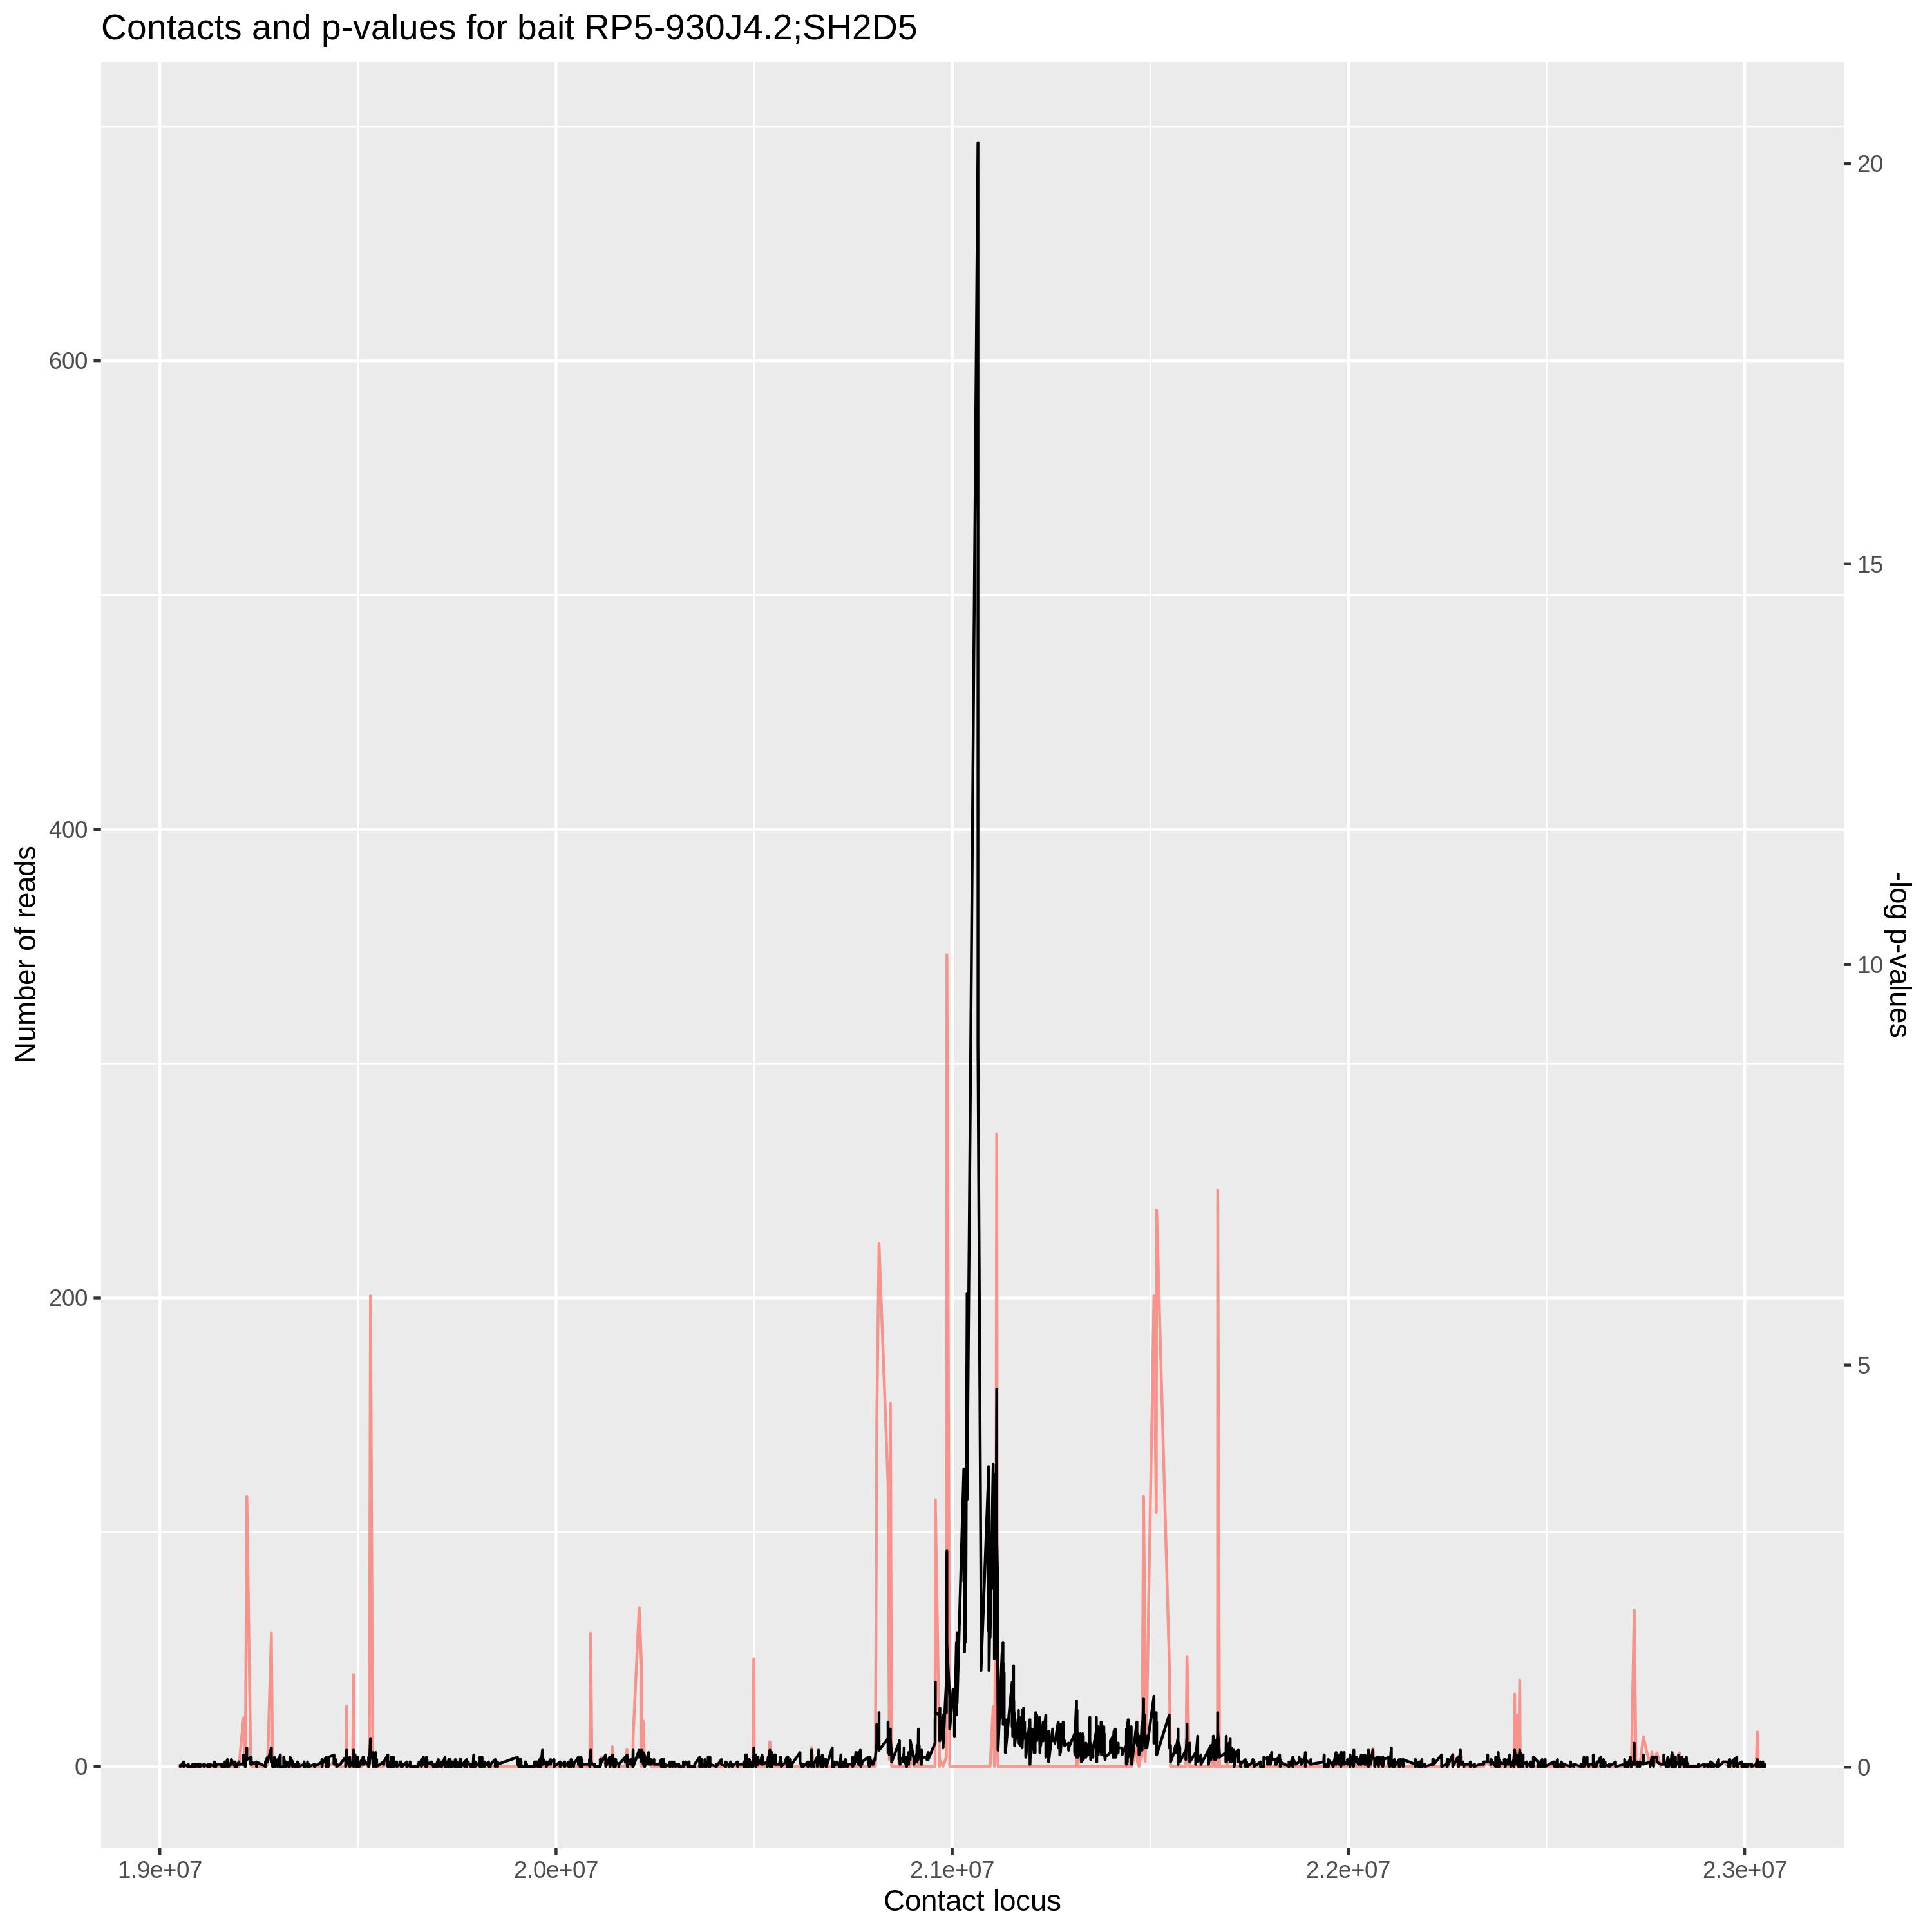 Contacts and p-values for bait RP5-930J4.2;SH2D5
Number of reads
600
400
200
0
20
15
10
5
0
-log p-values
1.9e+07
2.0e+07
2.1e+07
2.2e+07
2.3e+07
Contact locus